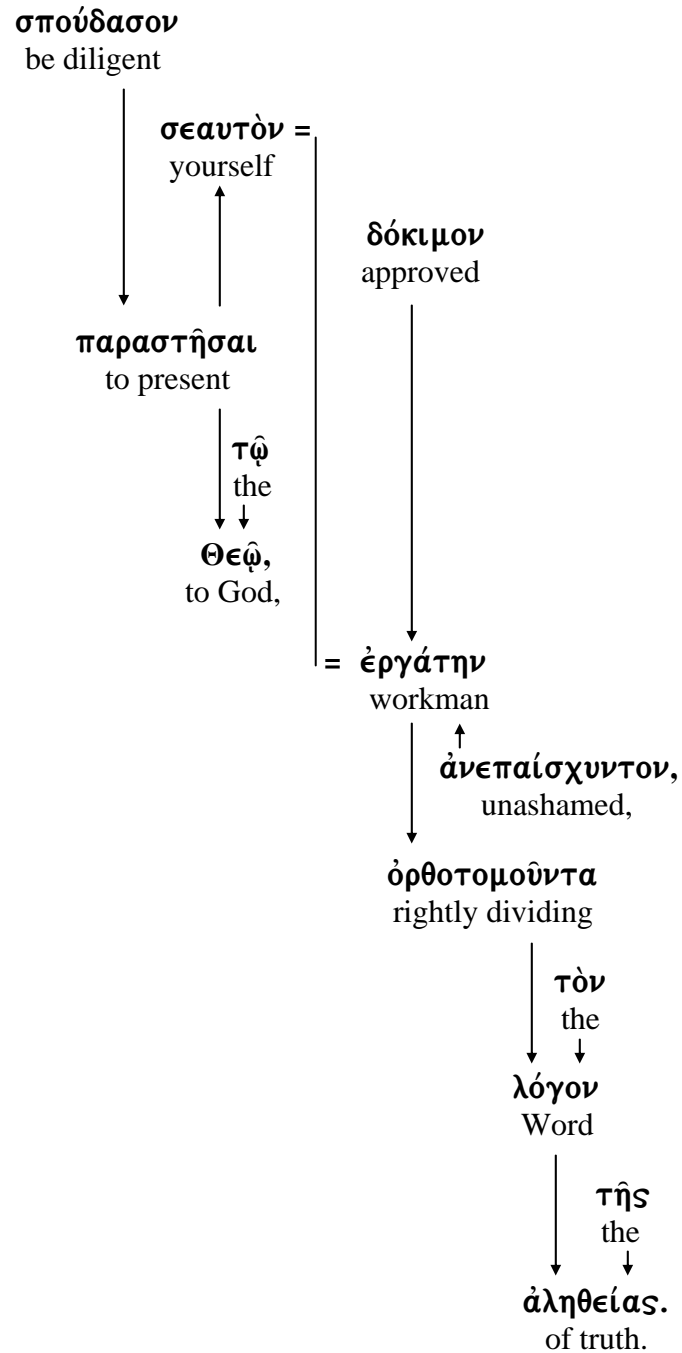 σπούδασον
be diligent
σεαυτὸν =
yourself
δόκιμον
approved
παραστῆσαι
to present
τῷ
the
Θεῷ,
to God,
= ἐργάτην
workman
ἀνεπαίσχυντον,
unashamed,
ὀρθοτομοῦντα
rightly dividing
τὸν
the
λόγον
Word
τῆς
the
ἀληθείας.
of truth.